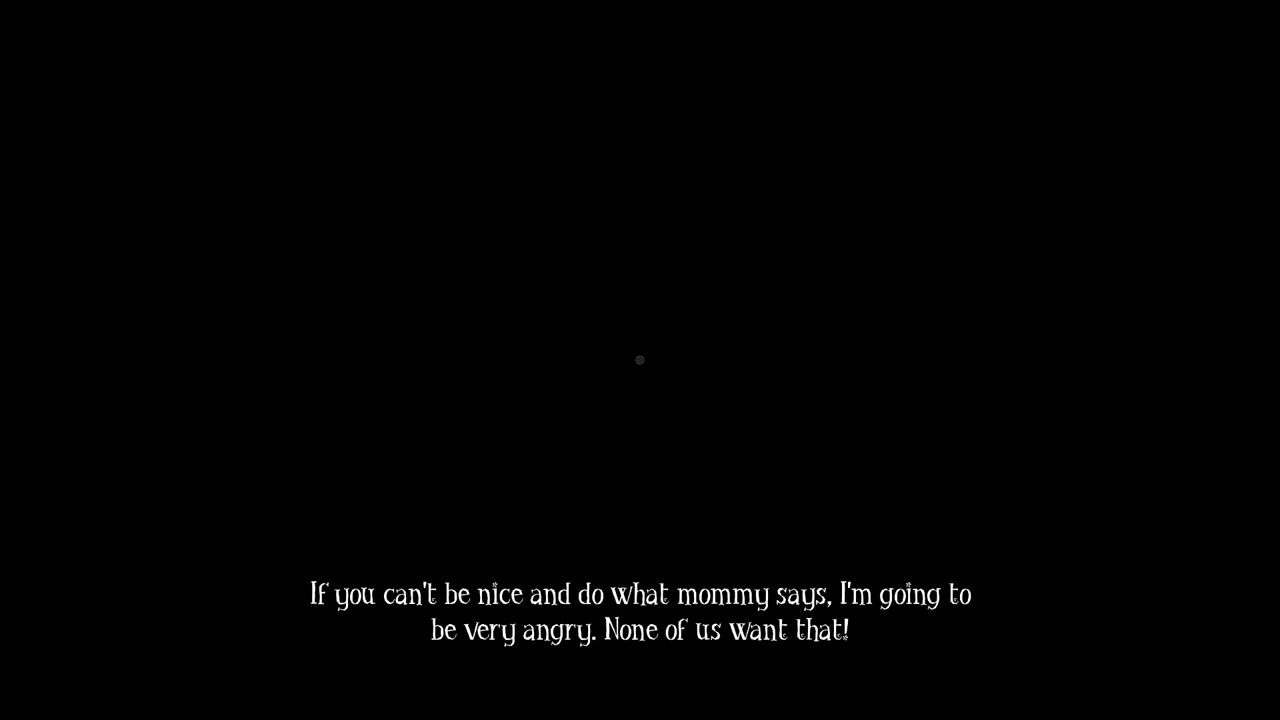 If you can't be nice and do what mommy says, I'm going to
be very angry. None of us want that!